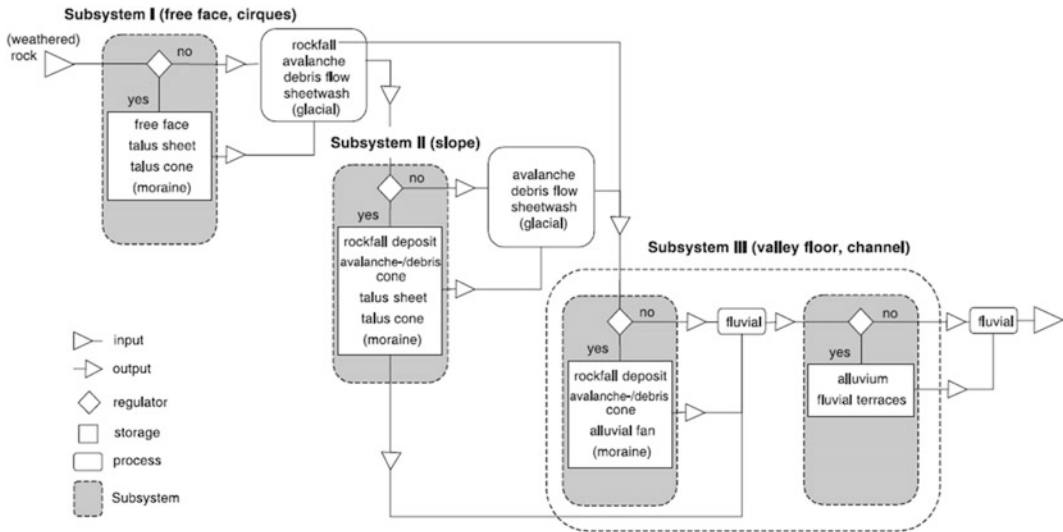 Subsystem I (free face, cirques)
(weathered)
rock
no
yes
free face
talus sheet
talus cone
(moraine)
rockfall
avalanche
debris flow
sheetwash
(glacial)
Subsystem II (slope)
no
yes
rockfall deposit
avalanche-/debris
cone
talus sheet
talus cone
(moraine)
avalanche
debris flow
sheetwash
(glacial)
Subsystem III (valley floor, channel)
no
yes
rockfall deposit
avalanche-/debris
cone
alluvial fan
(moraine)
fluvial
no
yes
alluvium
fluvial terraces
fluvial
input
output
regulator
storage
process
Subsystem